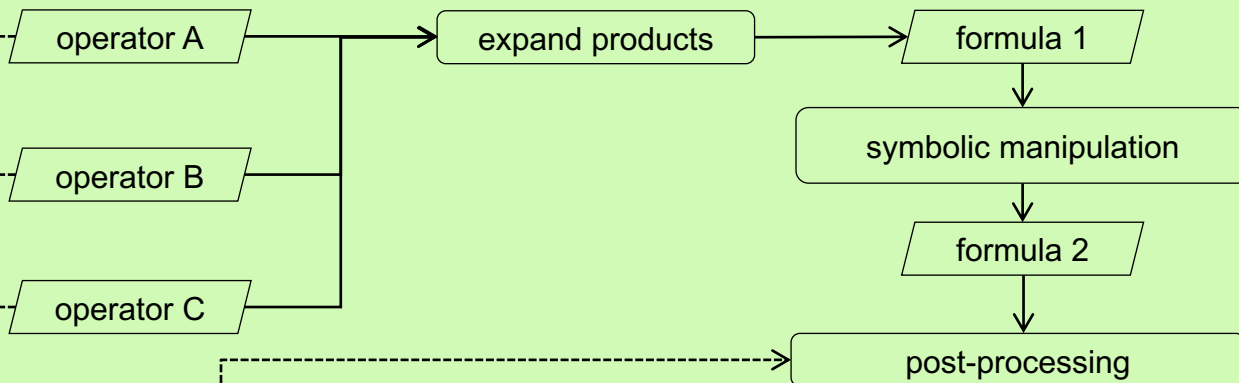 operator A
expand products
formula 1
symbolic manipulation
operator B
formula 2
operator C
post-processing